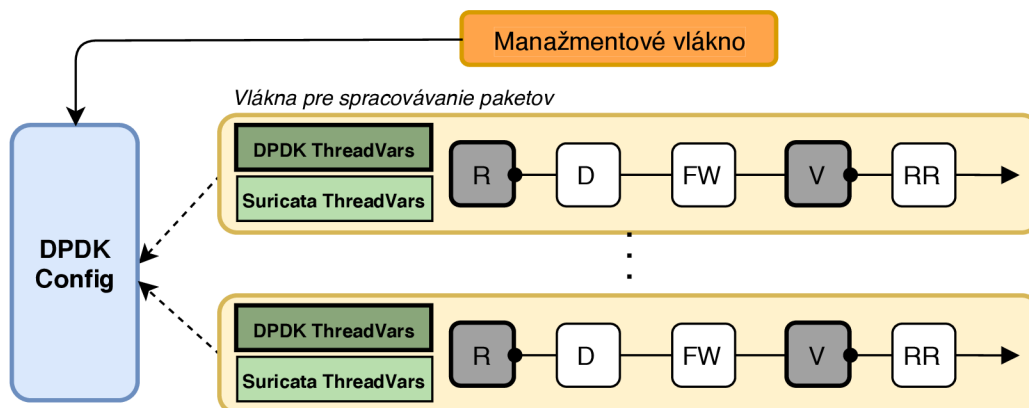 Manažmentové vlákno
Vlákna pre spracovávanie paketov
DPDK ThreadVars
Suricata ThreadVars
R
D
FW
V
RR
DPDK
Config
DPDK ThreadVars
Suricata ThreadVars
R
D
FW
V
RR